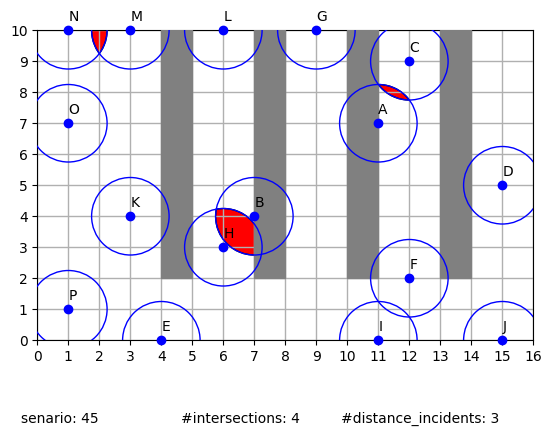 N M L G
10
C
9
8
O A
7
6
D
5
K B
4
H
3
F
2
P
1
E I J
0
0 1 2 3 4 5 6 7 8 9 10 11 12 13 14 15 16
senario: 45 #intersections: 4 #distance_incidents: 3